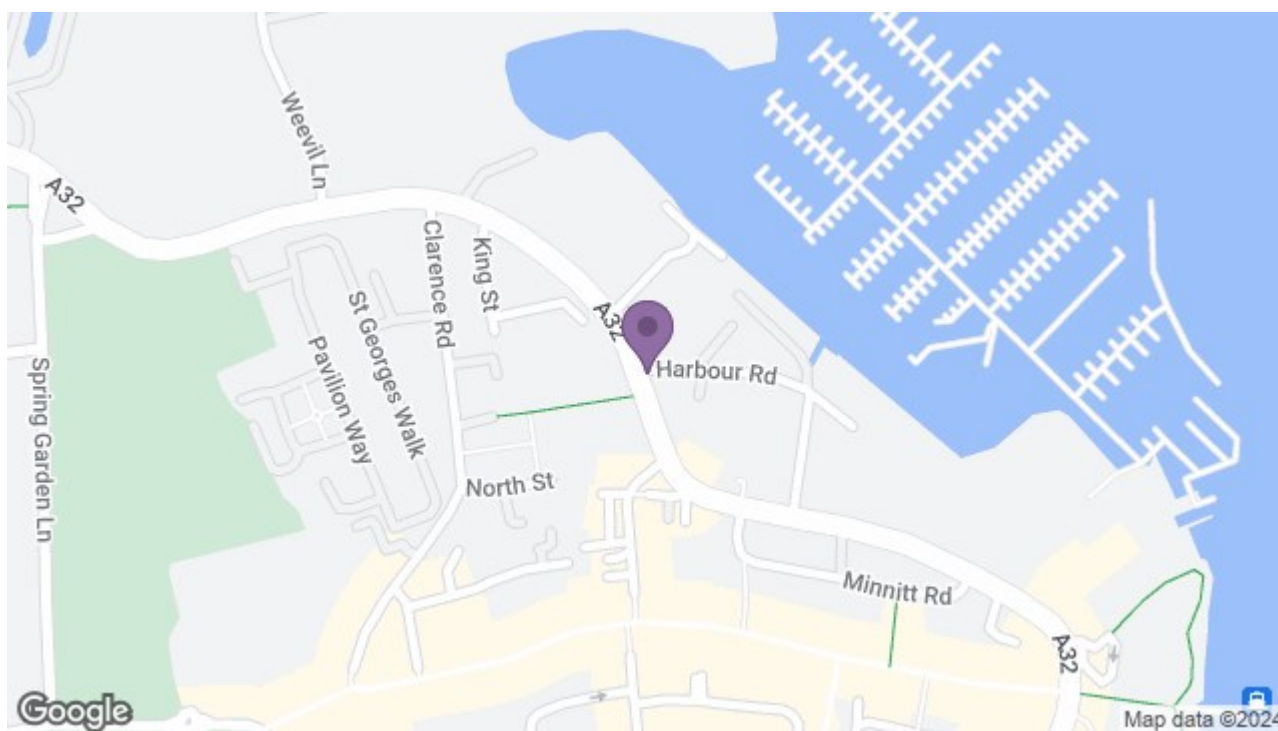 Weevil Ln
A32
Clarence Rd
King St
A32
St Georges Walk
Pavilion Way
Spring Garden Ln
Harbour Rd
North St
Minnitt Rd
A32
Google
Map data ©2024